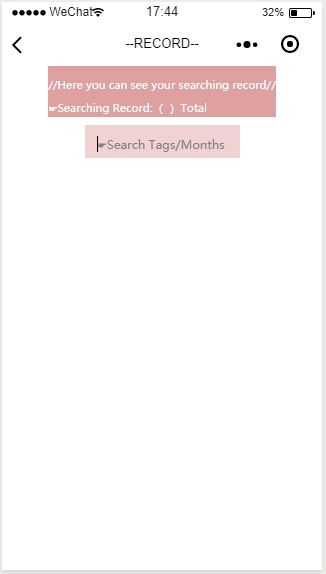 WeChat 17:44 32%
--RECORD--
//Here you can see your searching record//
☛Searching Record: ( ) Total
☛Search Tags/Months